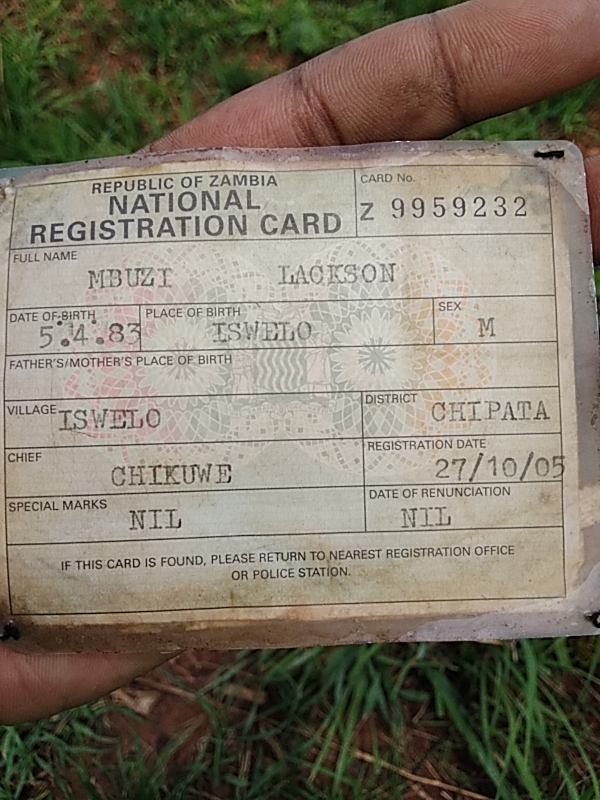 REPUBLIC OF ZAMBIA
NATIONAL
REGISTRATION CARD
CARD No.
Z 9959232
FULL NAME
MBUZI LACKSON
DATE OF BIRTH
5.4.83
PLACE OF BIRTH
ISWELO
SEX
M
FATHER'S/MOTHER'S PLACE OF BIRTH
VILLAGE ISWELO
DISTRICT CHIPATA
CHIEF
CHIKUWE
REGISTRATION DATE
27/10/05
SPECIAL MARKS
NIL
DATE OF RENUNCIATION
NIL
IF THIS CARD IS FOUND, PLEASE RETURN TO NEAREST REGISTRATION OFFICE
OR POLICE STATION.